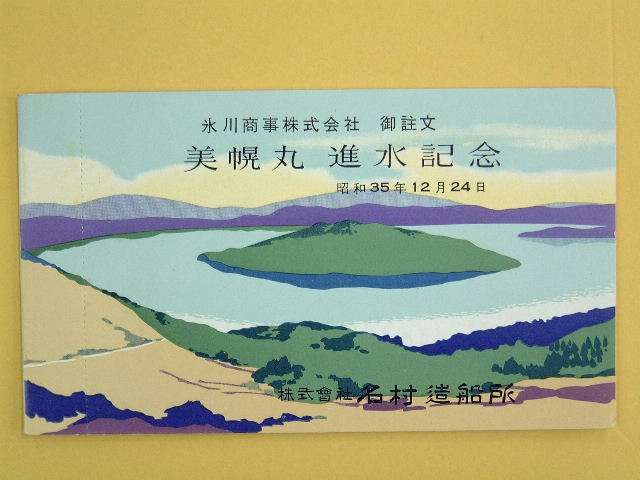 氷川商事株式会社 御註文
美幌丸 進水記念
昭和35年12月24日
株式會社 名村造船所